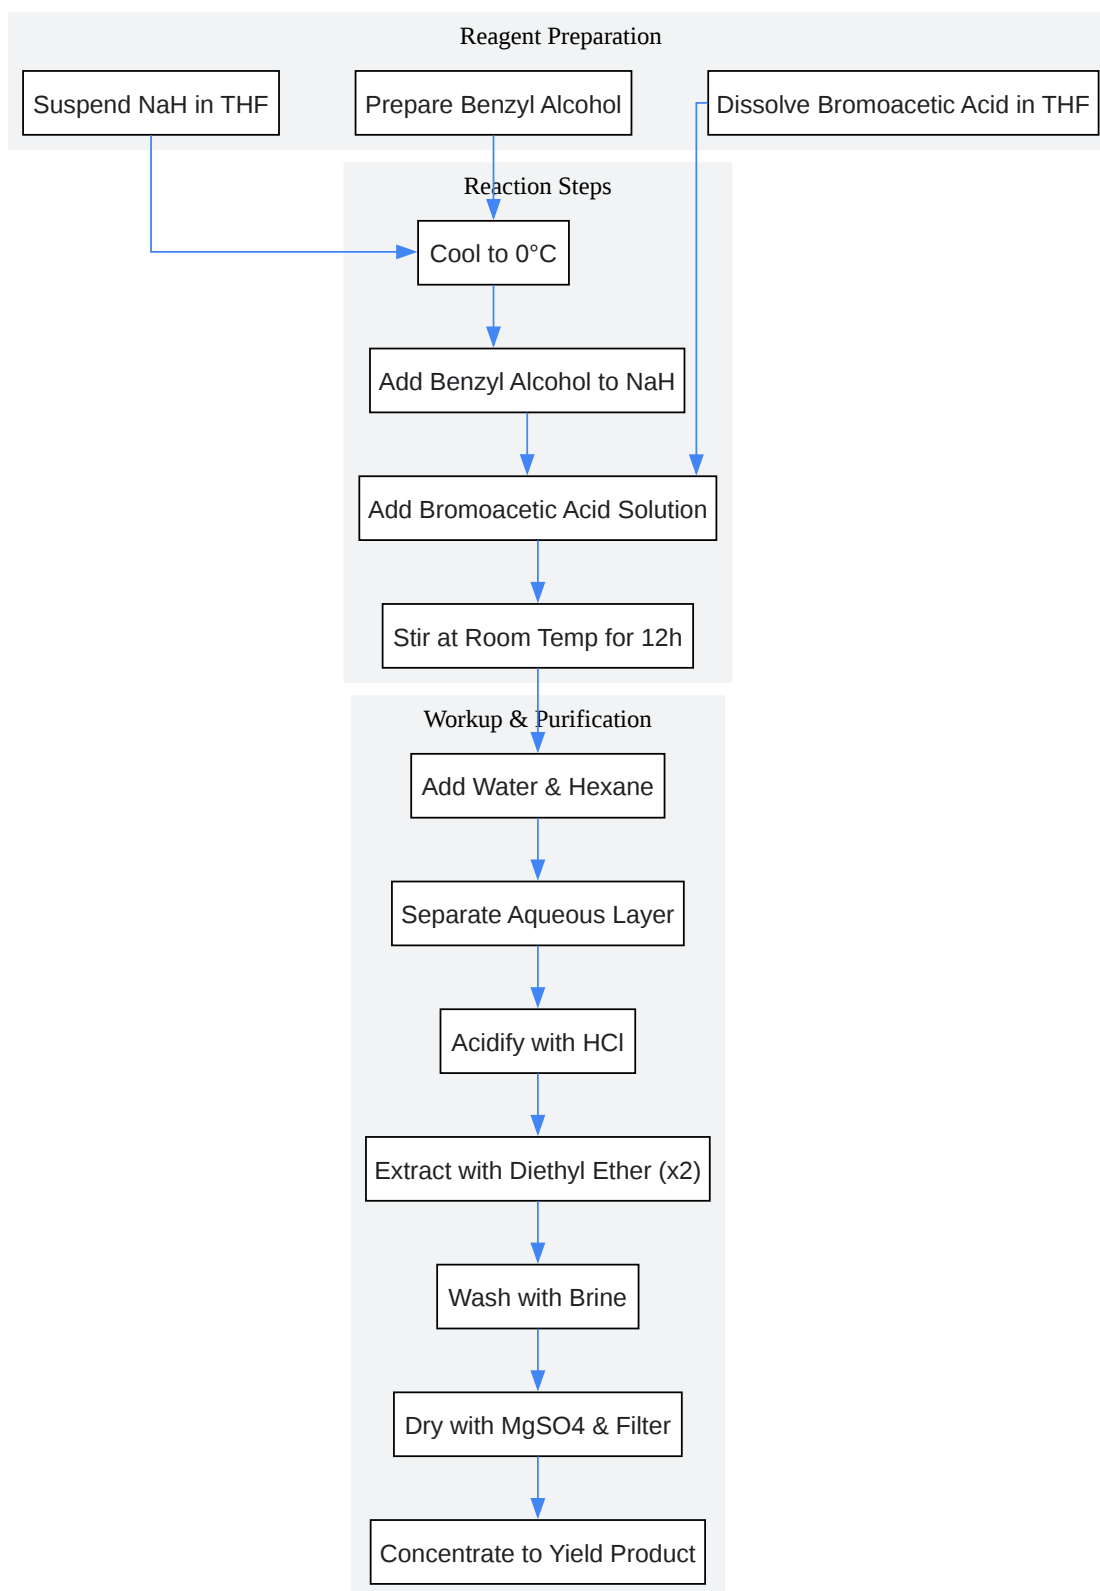 Reagent Preparation
Suspend NaH in THF
Prepare Benzyl Alcohol
Dissolve Bromoacetic Acid in THF
Reaction Steps
Cool to 0°C
Add Benzyl Alcohol to NaH
Add Bromoacetic Acid Solution
Stir at Room Temp for 12h
Workup & Purification
Add Water & Hexane
Separate Aqueous Layer
Acidify with HCl
Extract with Diethyl Ether (x2)
Wash with Brine
Dry with MgSO4 & Filter
Concentrate to Yield Product